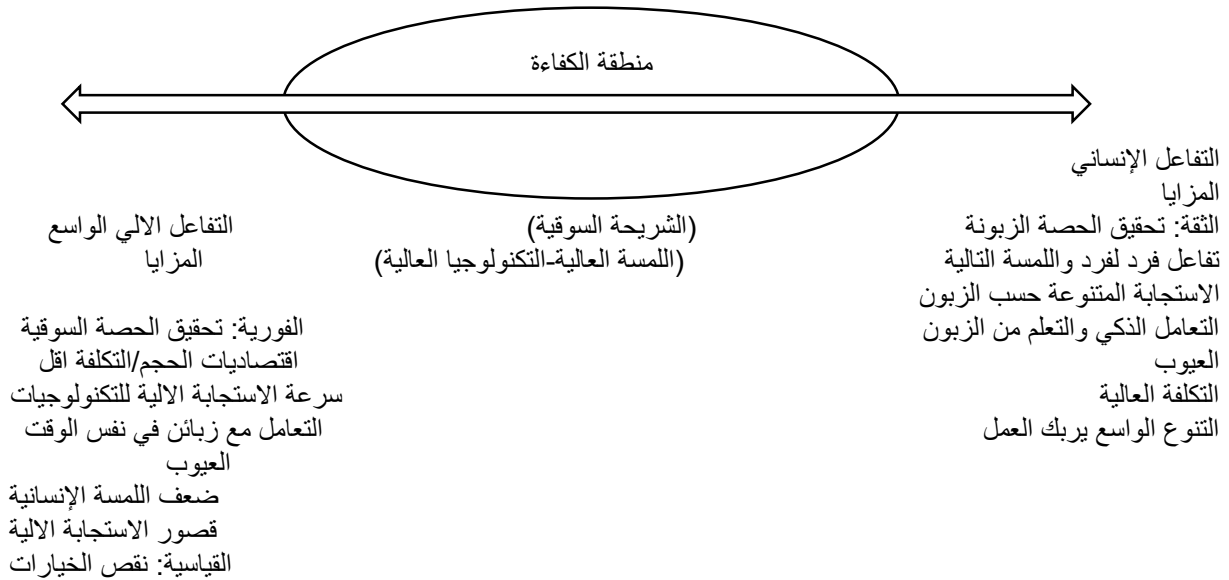 منطقة الكفاءة
التفاعل الإنساني
المزايا
الثقة: تحقيق الحصة الزبونة
تفاعل فرد لفرد واللمسة التالية
الاستجابة المتنوعة حسب الزبون
التعامل الذكي والتعلم من الزبون
العيوب
التكلفة العالية
التنوع الواسع يربك العمل
(الشريحة السوقية)
(اللمسة العالية-التكنولوجيا العالية)
التفاعل الالي الواسع
المزايا
الفورية: تحقيق الحصة السوقية
اقتصاديات الحجم/التكلفة اقل
سرعة الاستجابة الالية للتكنولوجيات
التعامل مع زبائن في نفس الوقت
العيوب
ضعف اللمسة الإنسانية
قصور الاستجابة الالية
القياسية: نقص الخيارات